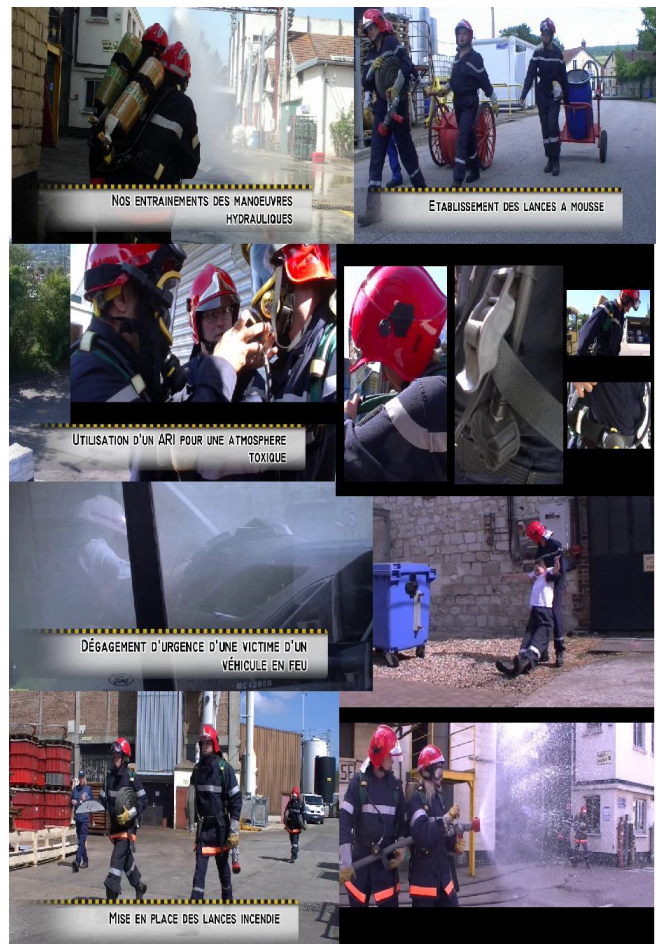 NOS ENTRAINEMENTS DES MANOEUVRES
HYDRAULIQUES
ETABLISSEMENT DES LANCES A MOUSSE
UTILISATION D'UN ARI POUR UNE ATMOSPHERE
TOXIQUE
DÉGAGEMENT D'URGENCE D'UNE VICTIME D'UN
VÉHICULE EN FEU
MISE EN PLACE DES LANCES INCENDIE